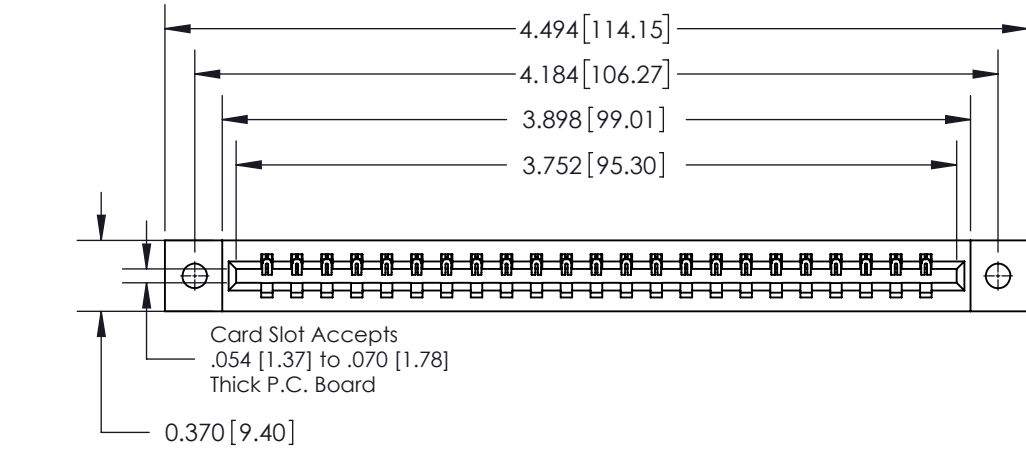 4.494[114.15]
4.184[106.27]
3.898[99.01]
3.752[95.30]
Card Slot Accepts
.054 [1.37] to .070 [1.78]
Thick P.C. Board
0.370[9.40]